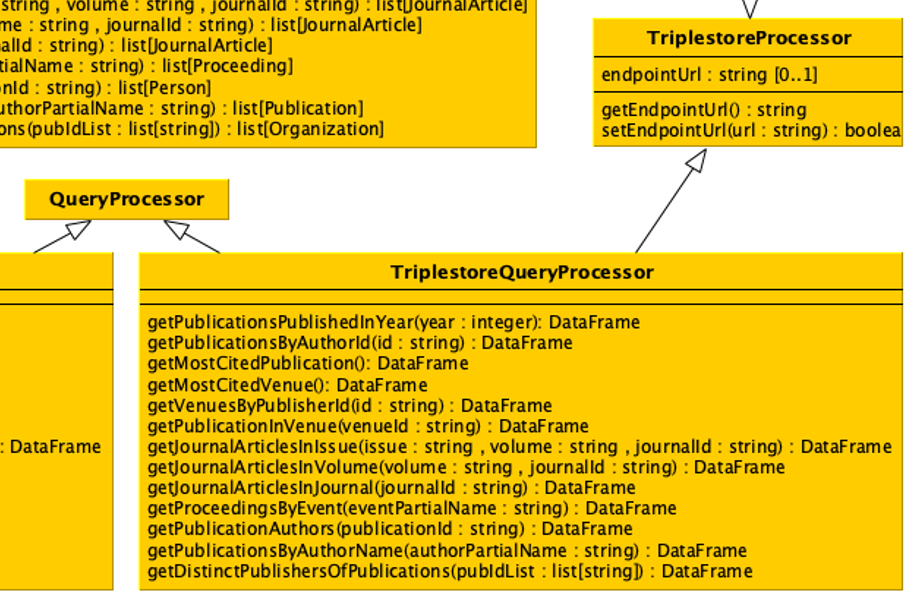 string , volume : string , journalId : string) : list[JournalArticle]
me : string , journalId : string) : list[JournalArticle]
nalId : string) : list[JournalArticle]
tialName : string) : list[Proceeding]
onId : string) : list[Person]
uthorPartialName : string) : list[Publication]
ons(pubIdList : list[string]) : list[Organization]
TriplestoreProcessor
endpointUrl : string [0..1]
getEndpointUrl() : string
setEndpointUrl(url : string) : boolea
QueryProcessor
: DataFrame
TriplestoreQueryProcessor
getPublicationsPublishedInYear(year : integer): DataFrame
getPublicationsByAuthorId(id : string) : DataFrame
getMostCitedPublication(): DataFrame
getMostCitedVenue(): DataFrame
getVenuesByPublisherId(id : string) : DataFrame
getPublicationInVenue(venueId : string) : DataFrame
getJournalArticlesInIssue(issue : string , volume : string , journalId : string) : DataFrame
getJournalArticlesInVolume(volume : string , journalId : string) : DataFrame
getJournalArticlesInJournal(journalId : string) : DataFrame
getProceedingsByEvent(eventPartialName : string) : DataFrame
getPublicationAuthors(publicationId : string) : DataFrame
getPublicationsByAuthorName(authorPartialName : string) : DataFrame
getDistinctPublishersOfPublications(pubIdList : list[string]) : DataFrame